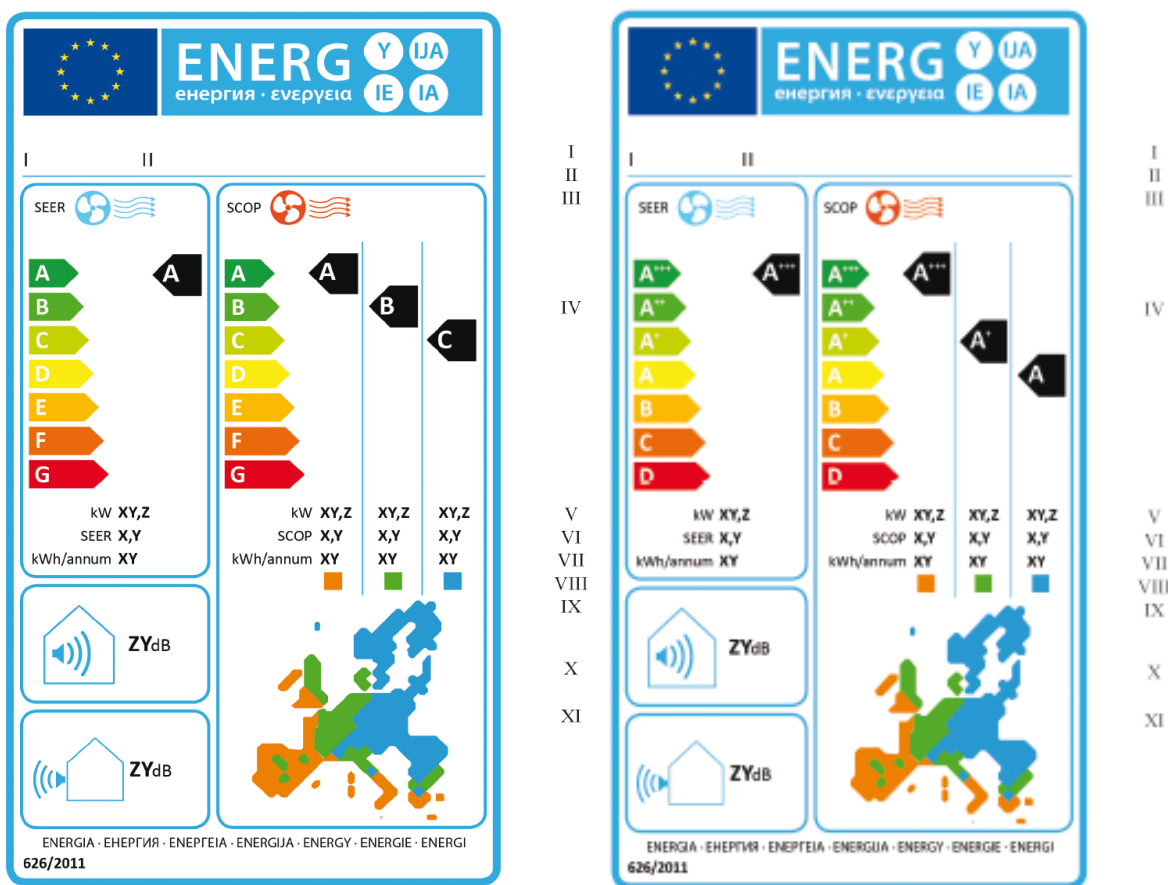 ENERG Y IJA
енергия · ενεργεια IE IA
I II
SEER
SCOP
A A
B
C
D
E
F
G
A A
B B
C C
D
E
F
G
kW XY,Z
SEER X,Y
kWh/annum XY
kW XY,Z XY,Z XY,Z
SCOP X,Y X,Y X,Y
kWh/annum XY XY XY
ZYdB
ZYdB
ENERGIA · ЕНЕРГИЯ · ΕΝΕΡΓΕΙΑ · ENERGIJA · ENERGY · ENERGIE · ENERGI
626/2011
I
II
III
IV
V
VI
VII
VIII
IX
X
XI
ENERG Y IJA
енергия · ενεργεια IE IA
I II
SEER
SCOP
A+++ A+++
A++
A+
A
B
C
D
A+++ A+++
A++
A+ A+
A A
B
C
D
kW XY,Z
SEER X,Y
kWh/annum XY
kW XY,Z XY,Z XY,Z
SCOP X,Y X,Y X,Y
kWh/annum XY XY XY
ZYdB
ZYdB
ENERGIA · ЕНЕРГИЯ · ΕΝΕΡΓΕΙΑ · ENERGIJA · ENERGY · ENERGIE · ENERGI
626/2011
I
II
III
IV
V
VI
VII
VIII
IX
X
XI